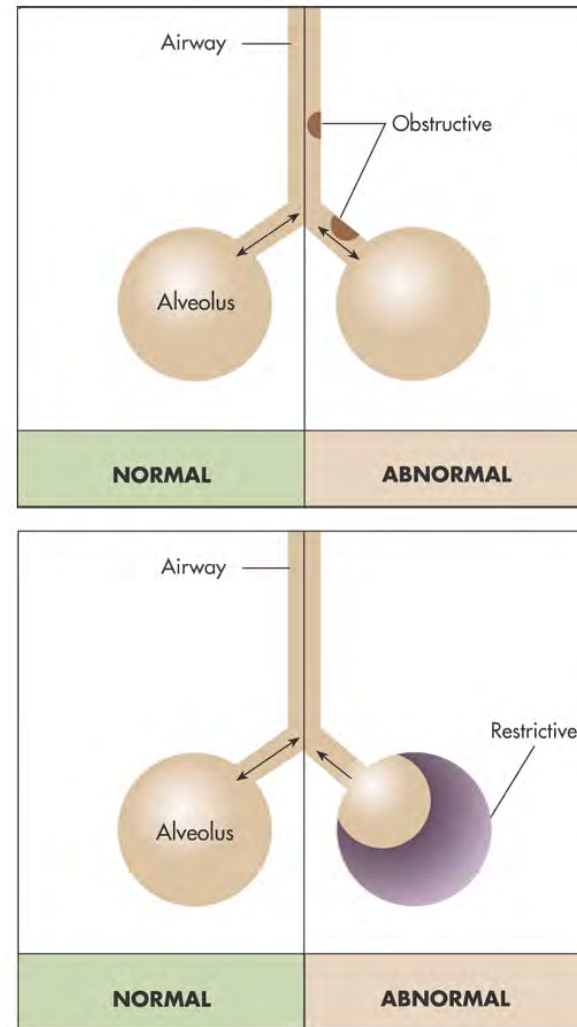 Airway
Obstructive
Alveolus
NORMAL
ABNORMAL
Airway
Restrictive
Alveolus
NORMAL
ABNORMAL